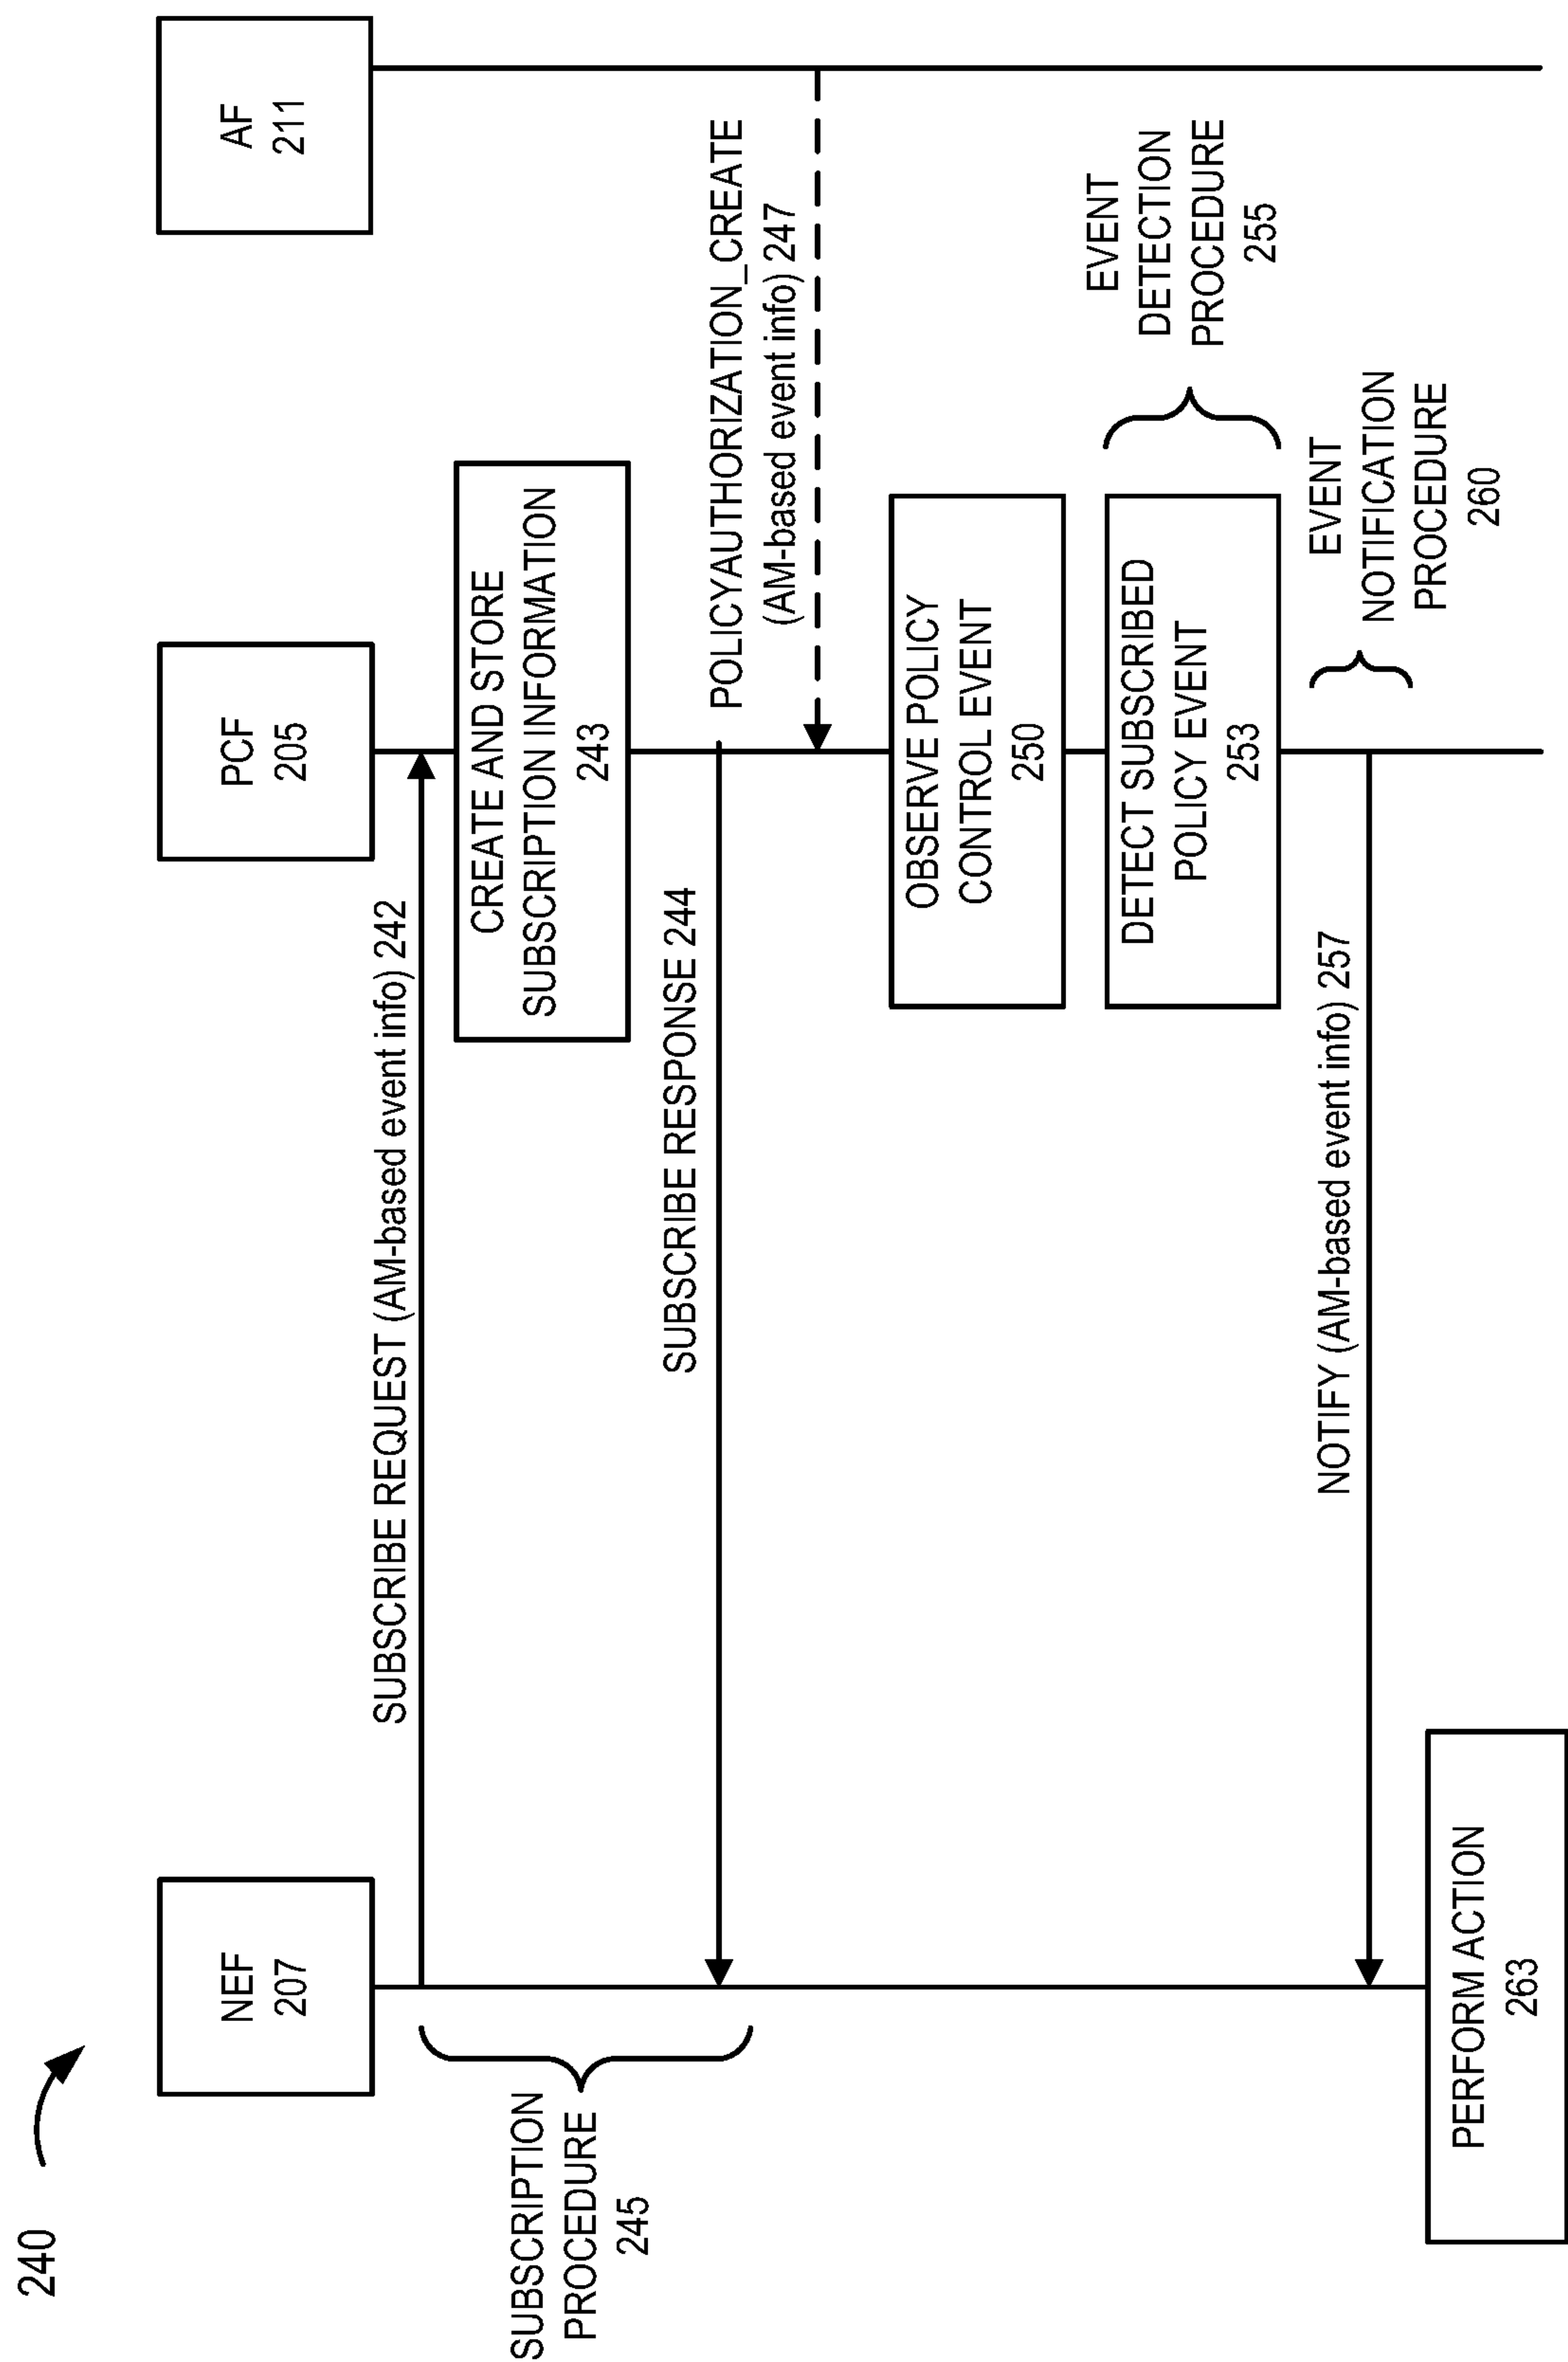 240
NEF
207
PCF
205
AF
211
SUBSCRIBE REQUEST (AM-based event info) 242
CREATE AND STORE
SUBSCRIPTION INFORMATION
243
SUBSCRIPTION
PROCEDURE
245
SUBSCRIBE RESPONSE 244
POLICYAUTHORIZATION_CREATE
(AM-based event info) 247
OBSERVE POLICY
CONTROL EVENT
250
DETECT SUBSCRIBED
POLICY EVENT
253
EVENT
DETECTION
PROCEDURE
255
NOTIFY (AM-based event info) 257
EVENT
NOTIFICATION
PROCEDURE
260
PERFORM ACTION
263